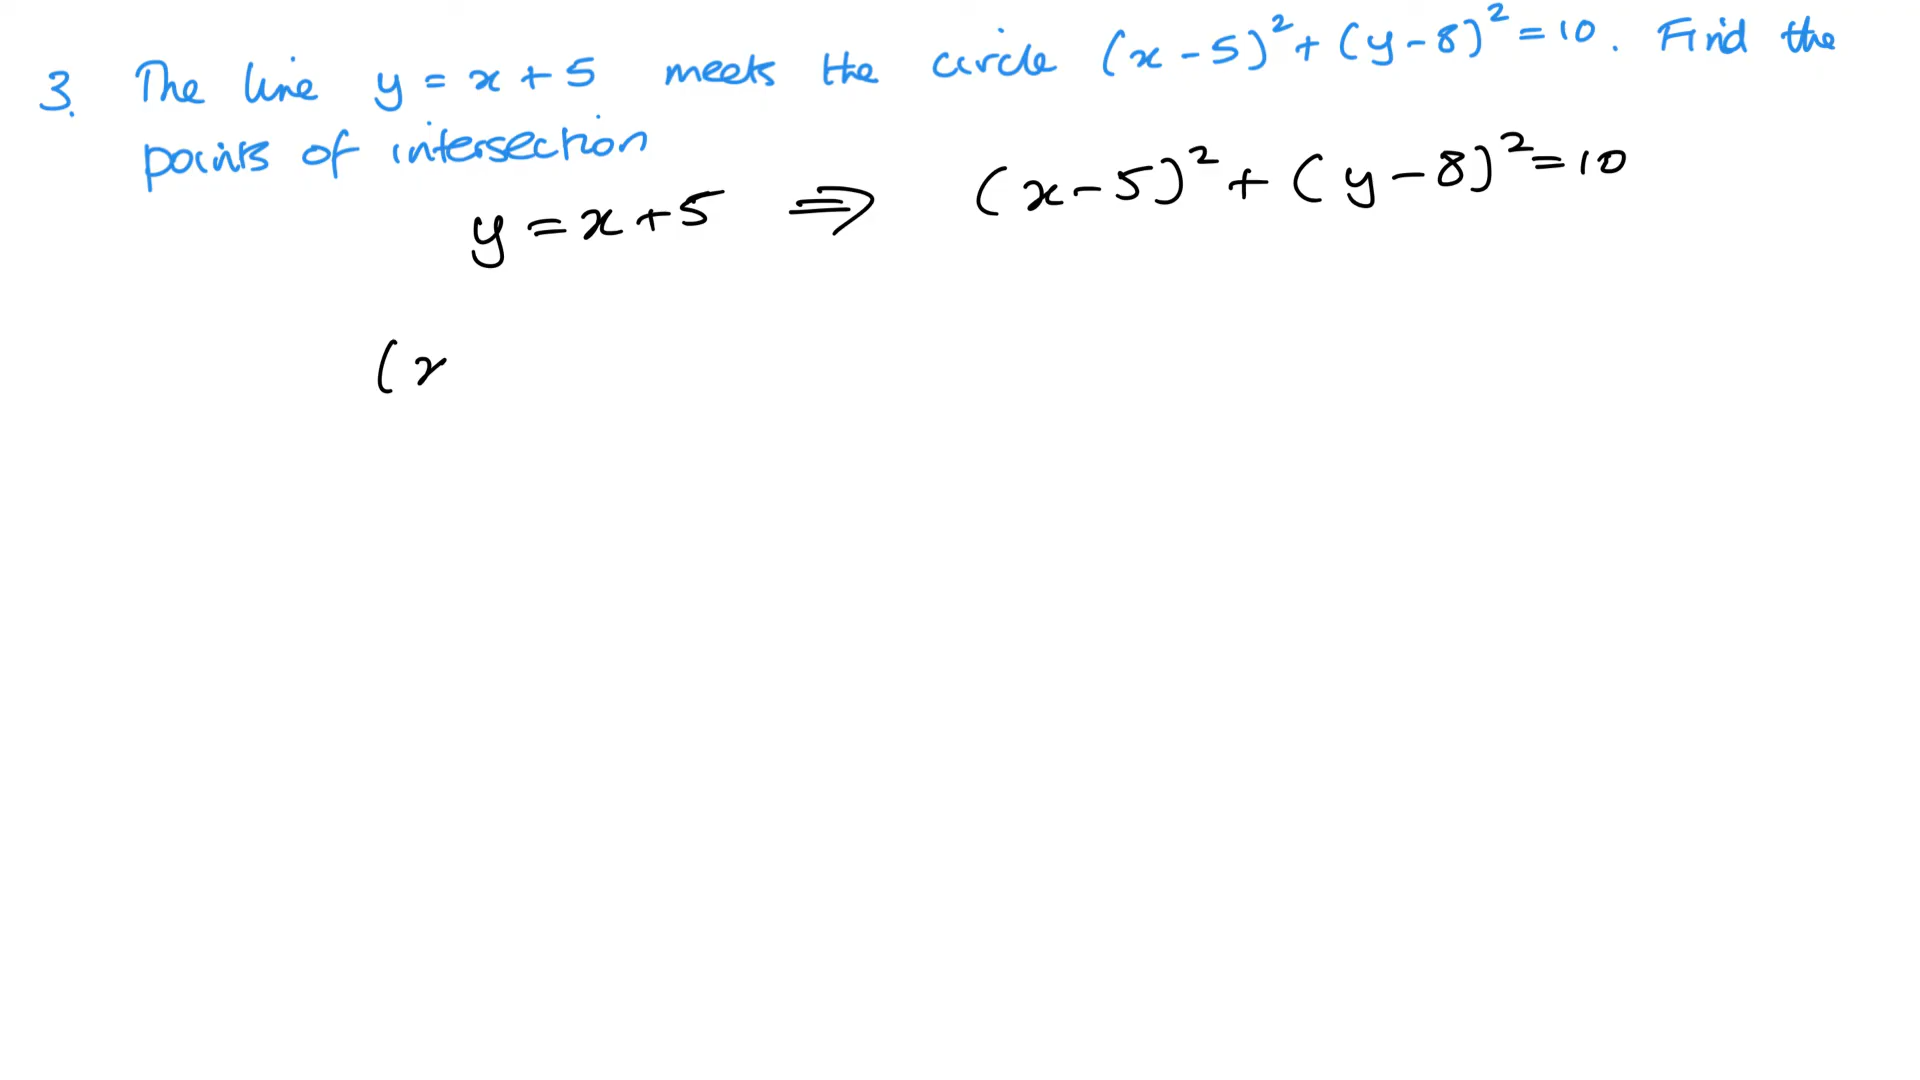 3. The line y = x + 5 meets the circle (x - 5)² + (y - 8)² = 10. Find the
points of intersection
y = x + 5 ⇒ (x - 5)² + (y - 8)² = 10
(x